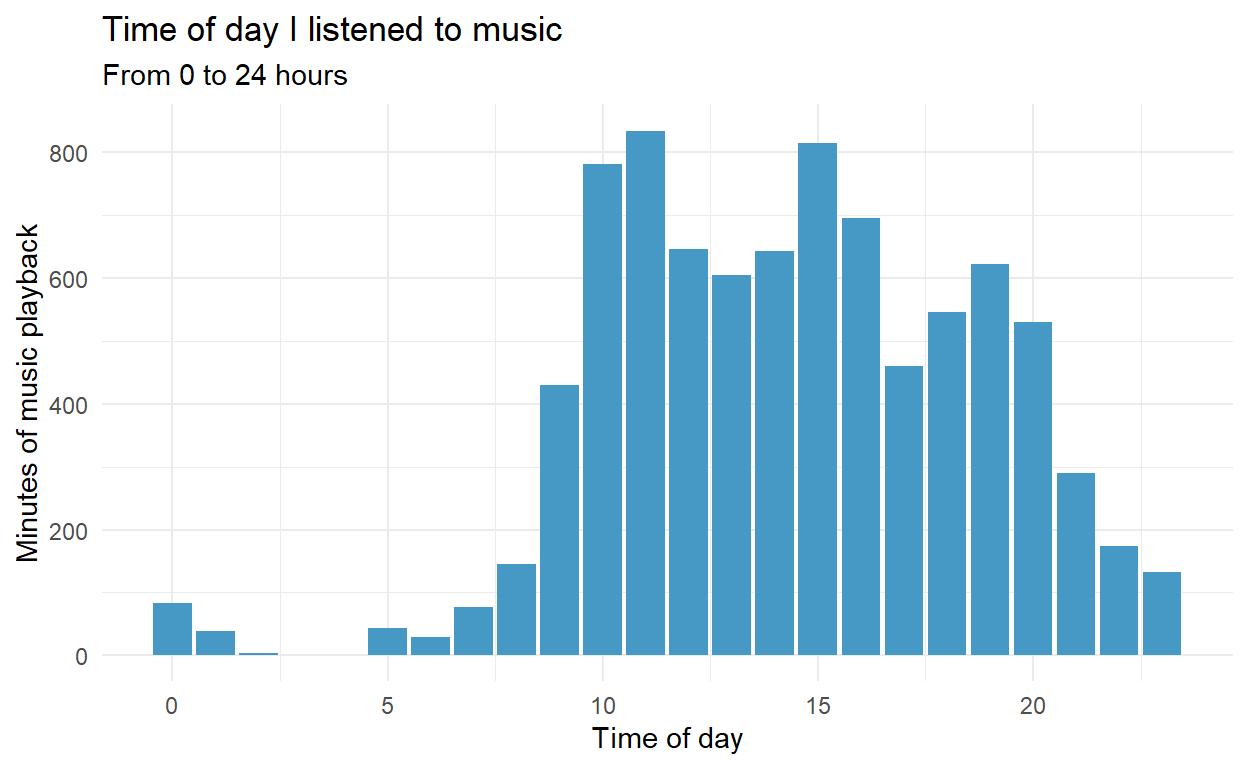 Time of day I listened to music
From 0 to 24 hours
Minutes of music playback
800
600
400
200
0
0 5 10 15 20
Time of day